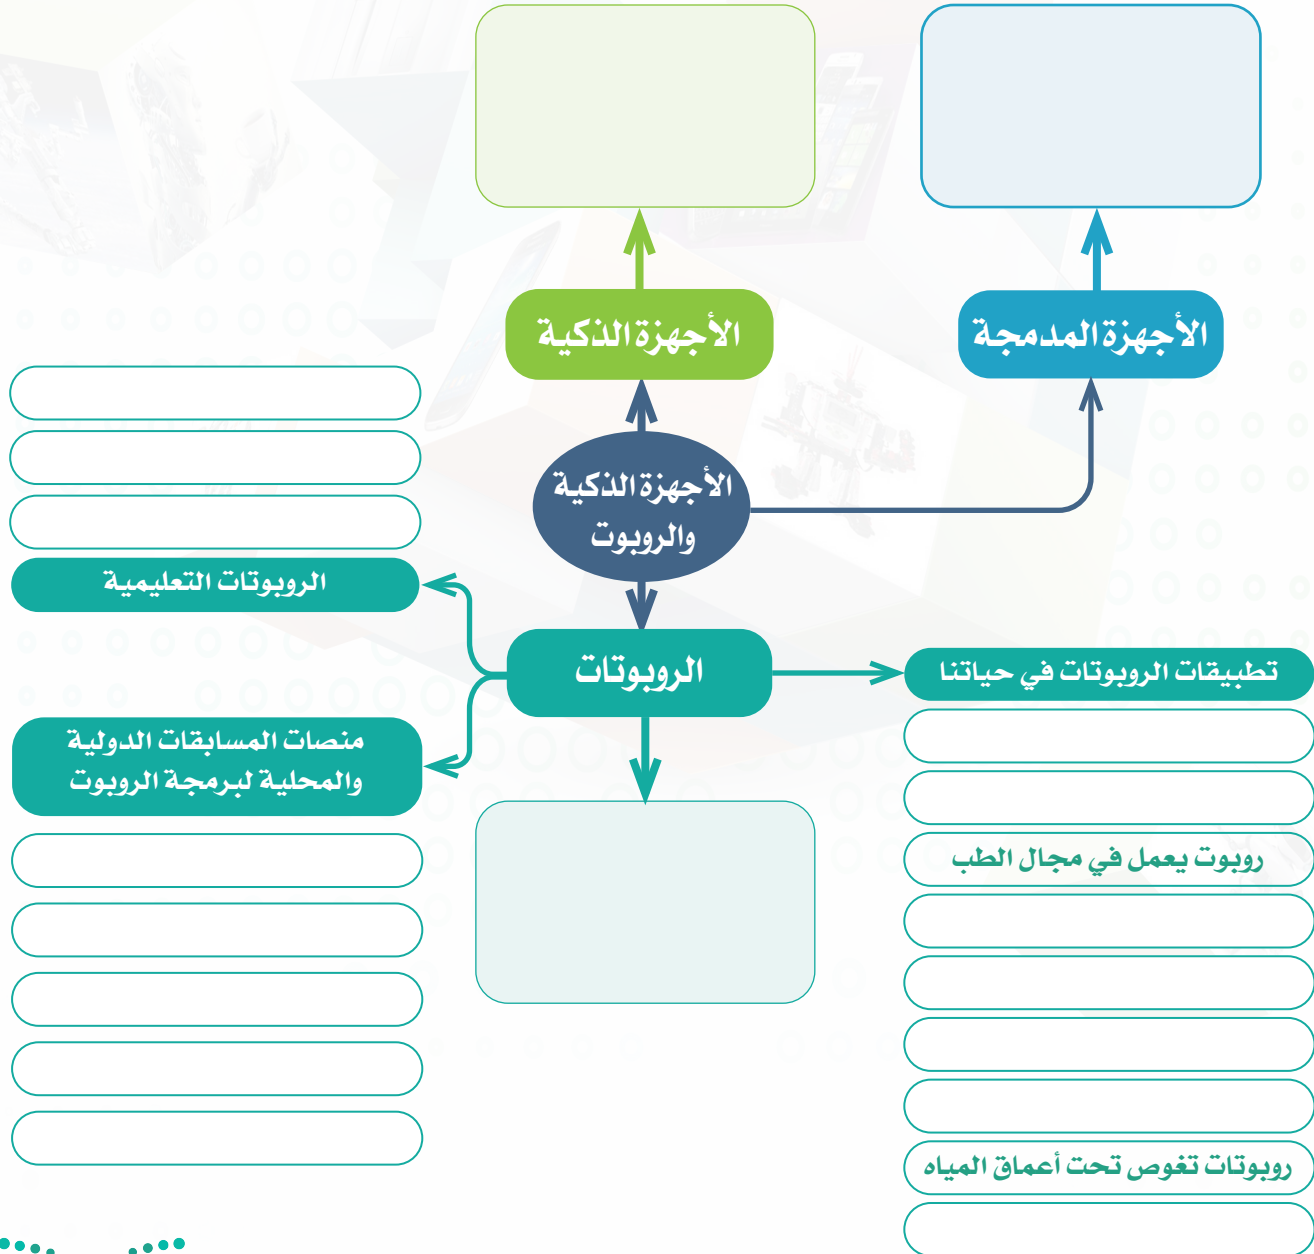 الأجهزة المدمجة
الأجهزة الذكية
الأجهزة الذكية
والروبوت
الروبوتات التعليمية
الروبوتات
تطبيقات الروبوتات في حياتنا
منصات المسابقات الدولية
والمحلية لبرمجة الروبوت
روبوت يعمل في مجال الطب
روبوتات تغوص تحت أعماق المياه